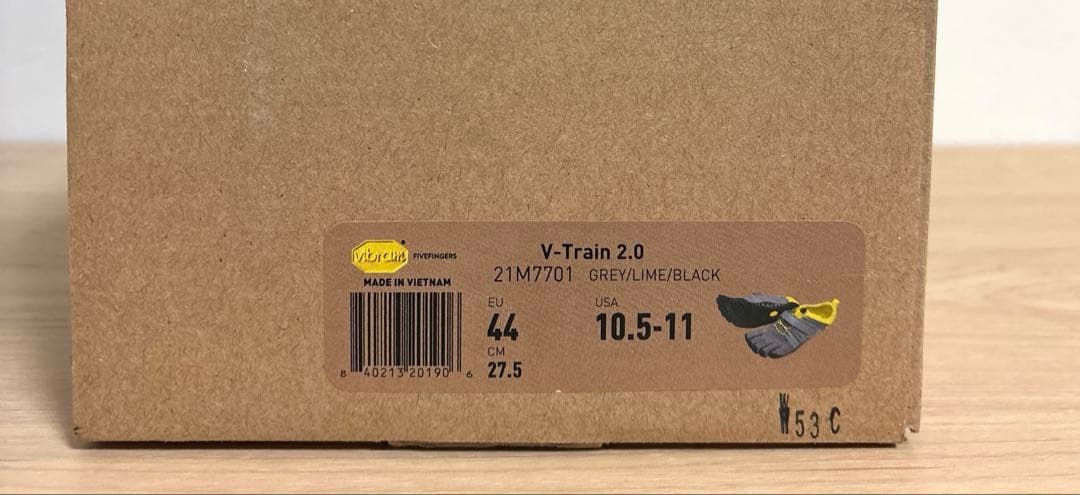 vibram FIVEFINGERS
MADE IN VIETNAM
8 40213 20190 6
V-Train 2.0
21M7701 GREY/LIME/BLACK
EU
44
CM
27.5
USA
10.5-11
W53C